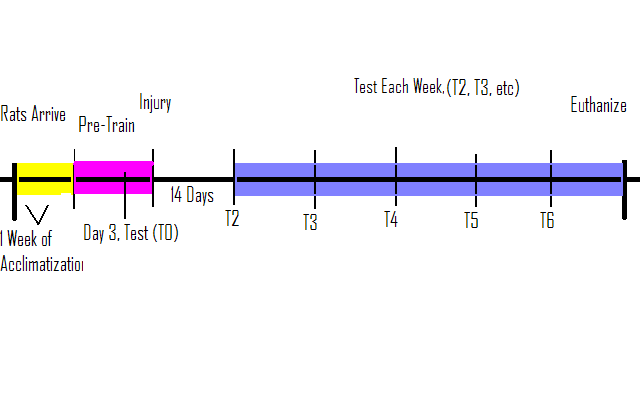 Test Each Week. (T2, T3, etc)
Injury
Euthanize
Rats Arrive
Pre-Train
14 Days
T2
T3
T4
T5
T6
Day 3, Test (T0)
1 Week of
Acclimatization